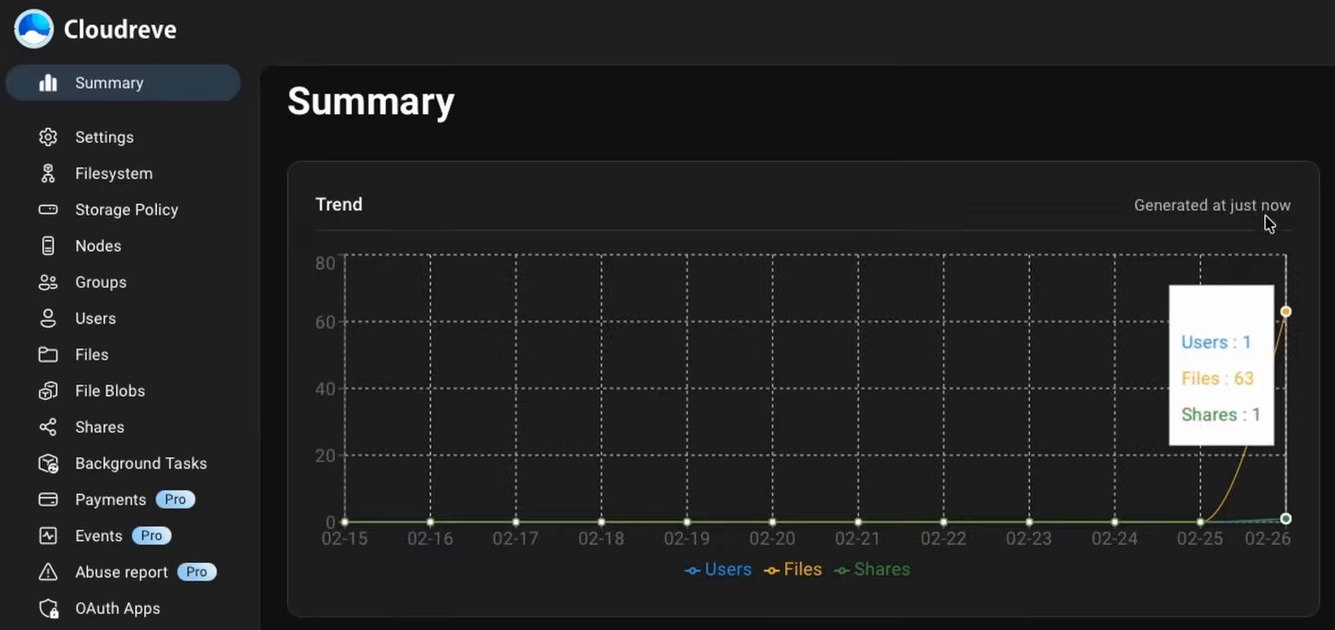 Cloudreve
Summary
Settings
Filesystem
Storage Policy
Nodes
Groups
Users
Files
File Blobs
Shares
Background Tasks
Payments Pro
Events Pro
Abuse report Pro
OAuth Apps
Summary
Trend
Generated at just now
80
60
40
20
0
Users : 1
Files : 63
Shares : 1
02-15 02-16 02-17 02-18 02-19 02-20 02-21 02-22 02-23 02-24 02-25 02-26
Users Files Shares